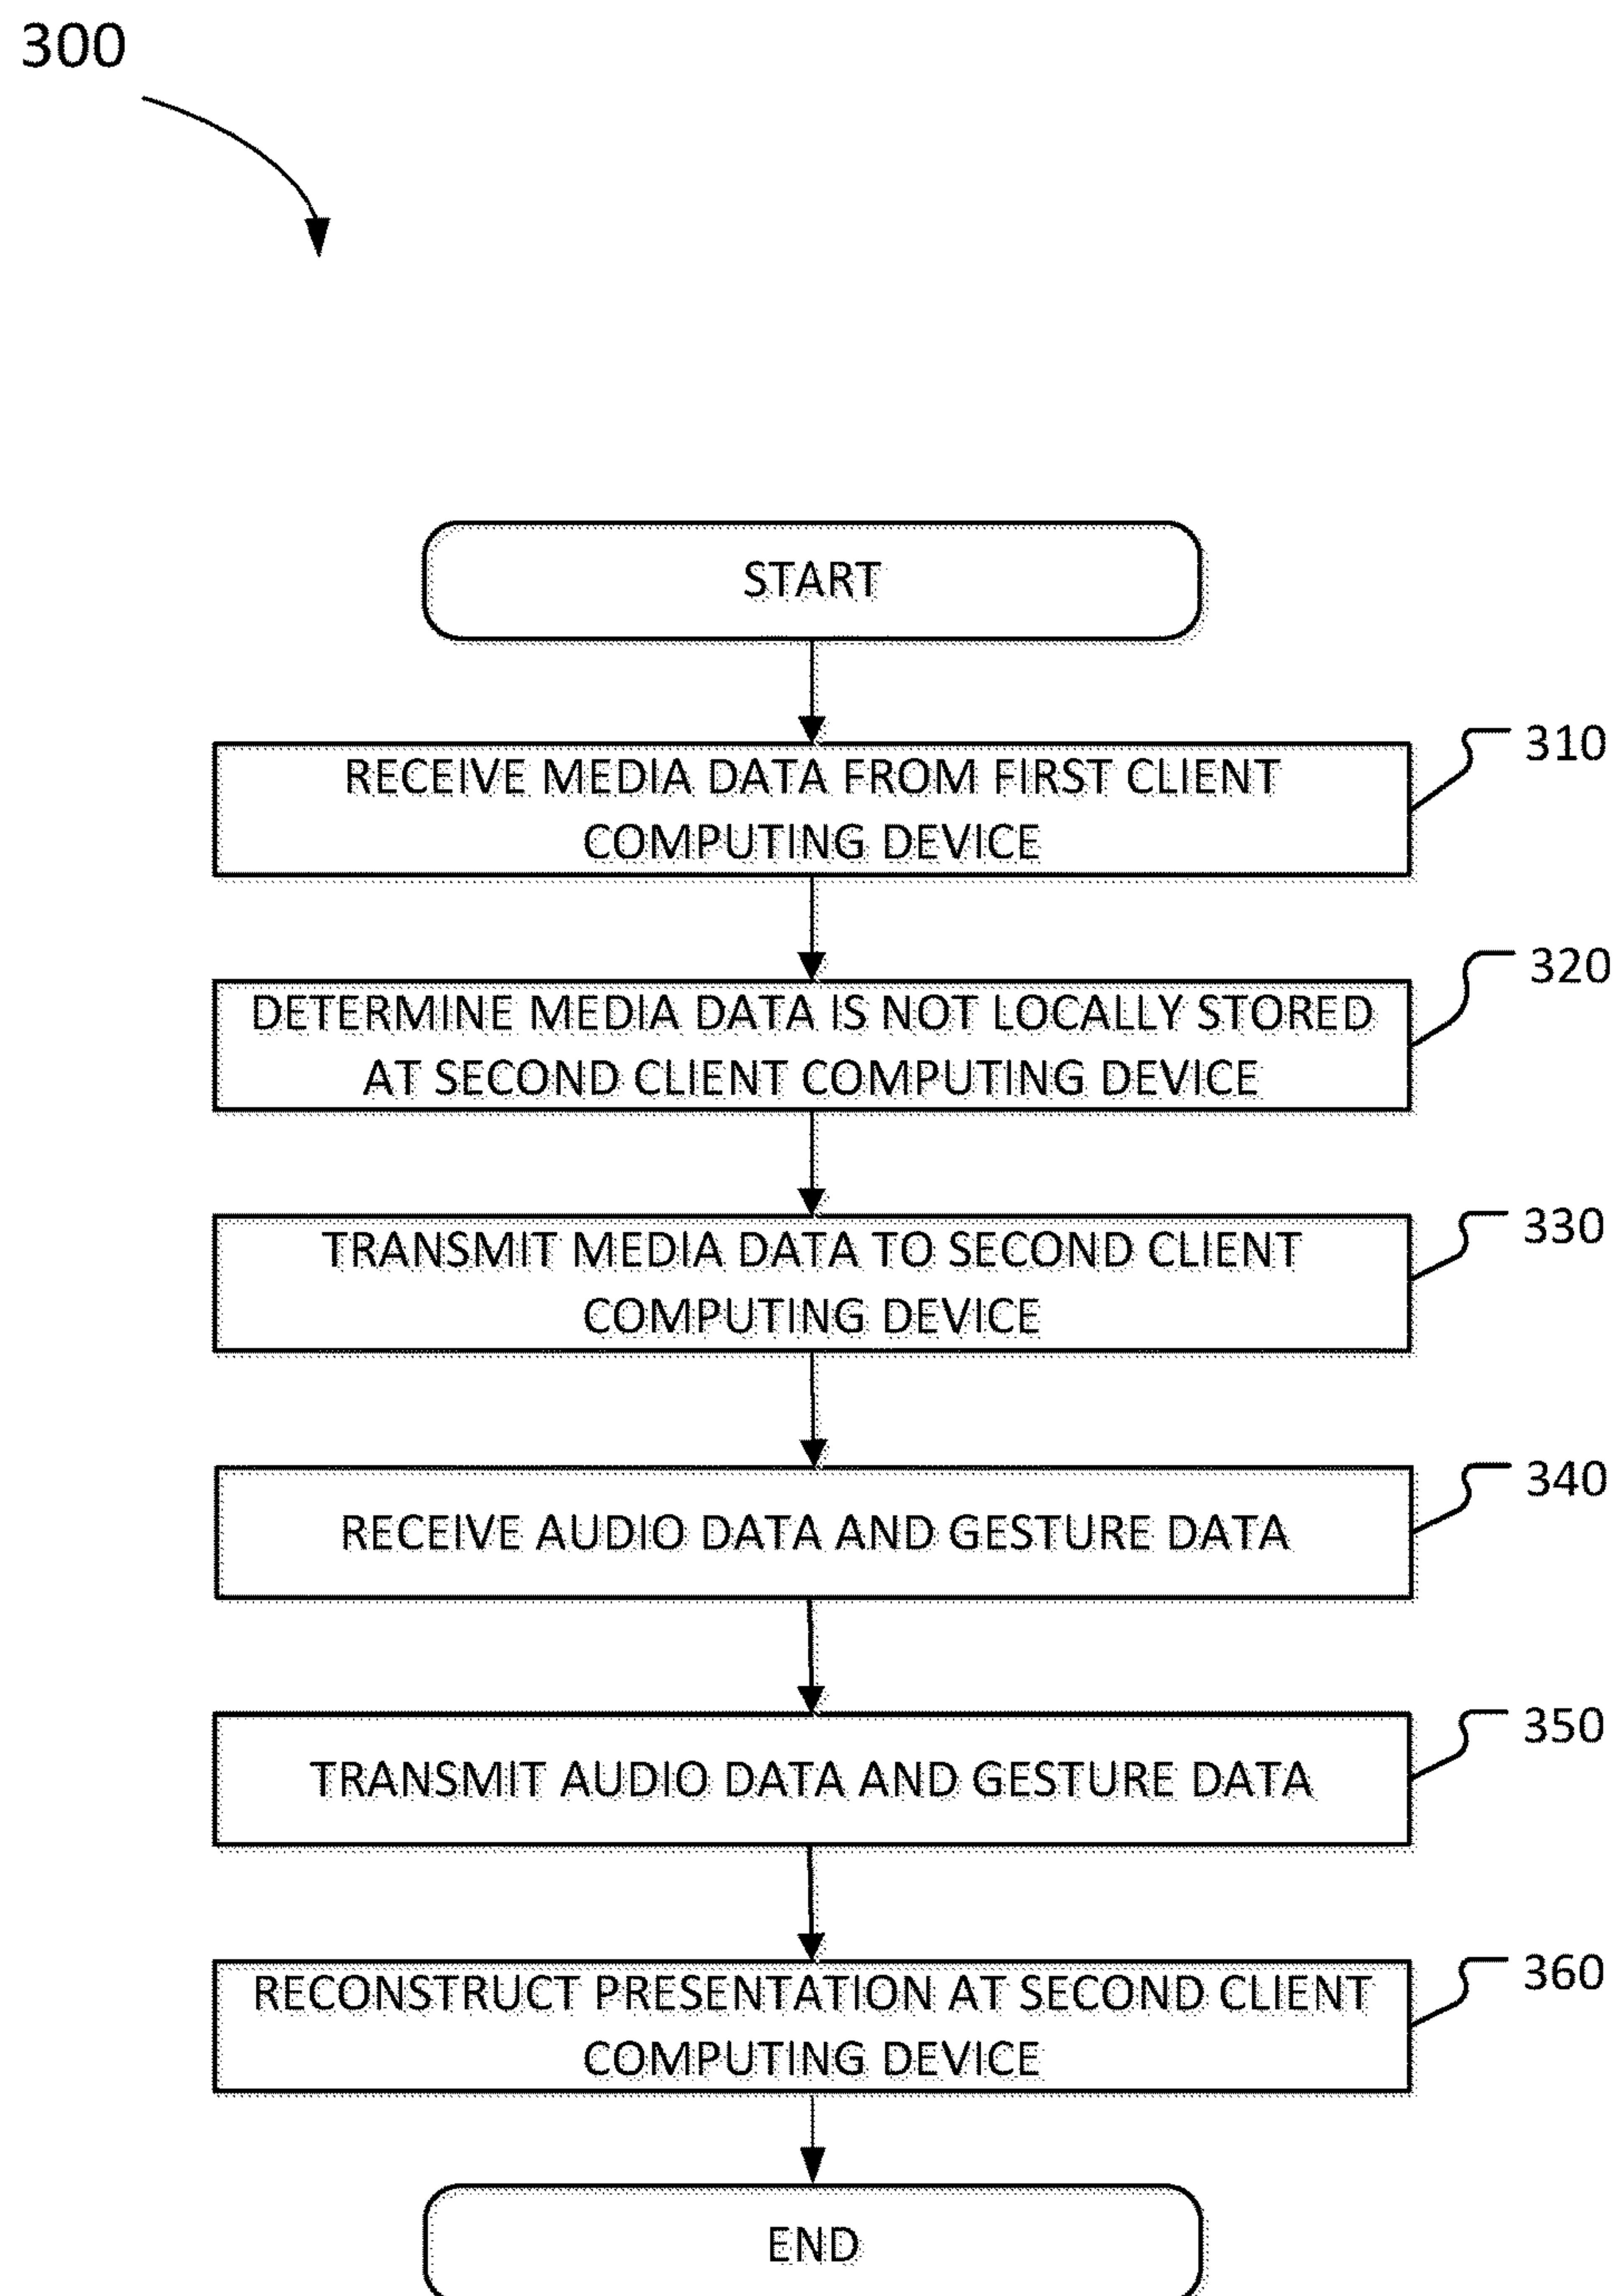 300
START
RECEIVE MEDIA DATA FROM FIRST CLIENT
COMPUTING DEVICE
310
DETERMINE MEDIA DATA IS NOT LOCALLY STORED
AT SECOND CLIENT COMPUTING DEVICE
320
TRANSMIT MEDIA DATA TO SECOND CLIENT
COMPUTING DEVICE
330
RECEIVE AUDIO DATA AND GESTURE DATA
340
TRANSMIT AUDIO DATA AND GESTURE DATA
350
RECONSTRUCT PRESENTATION AT SECOND CLIENT
COMPUTING DEVICE
360
END